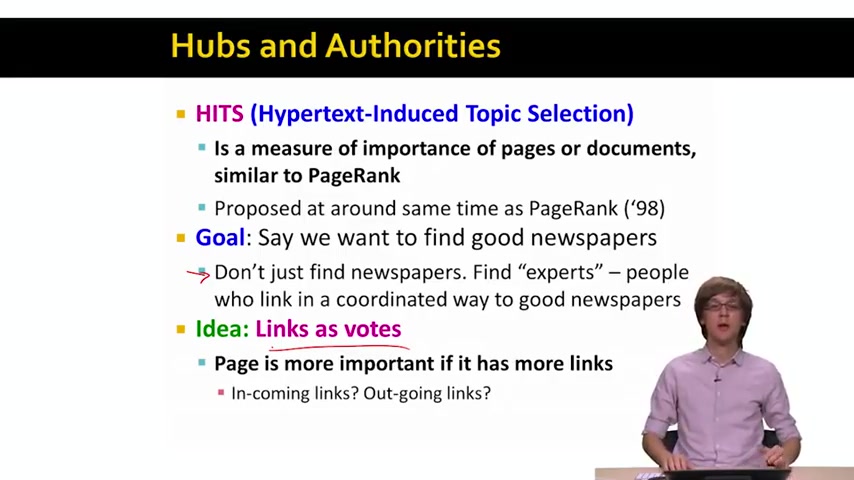 Hubs and Authorities
HITS (Hypertext-Induced Topic Selection)
Is a measure of importance of pages or documents,
similar to PageRank
Proposed at around same time as PageRank (‘98)
Goal: Say we want to find good newspapers
Don’t just find newspapers. Find “experts” – people
who link in a coordinated way to good newspapers
Idea: Links as votes
Page is more important if it has more links
In-coming links? Out-going links?